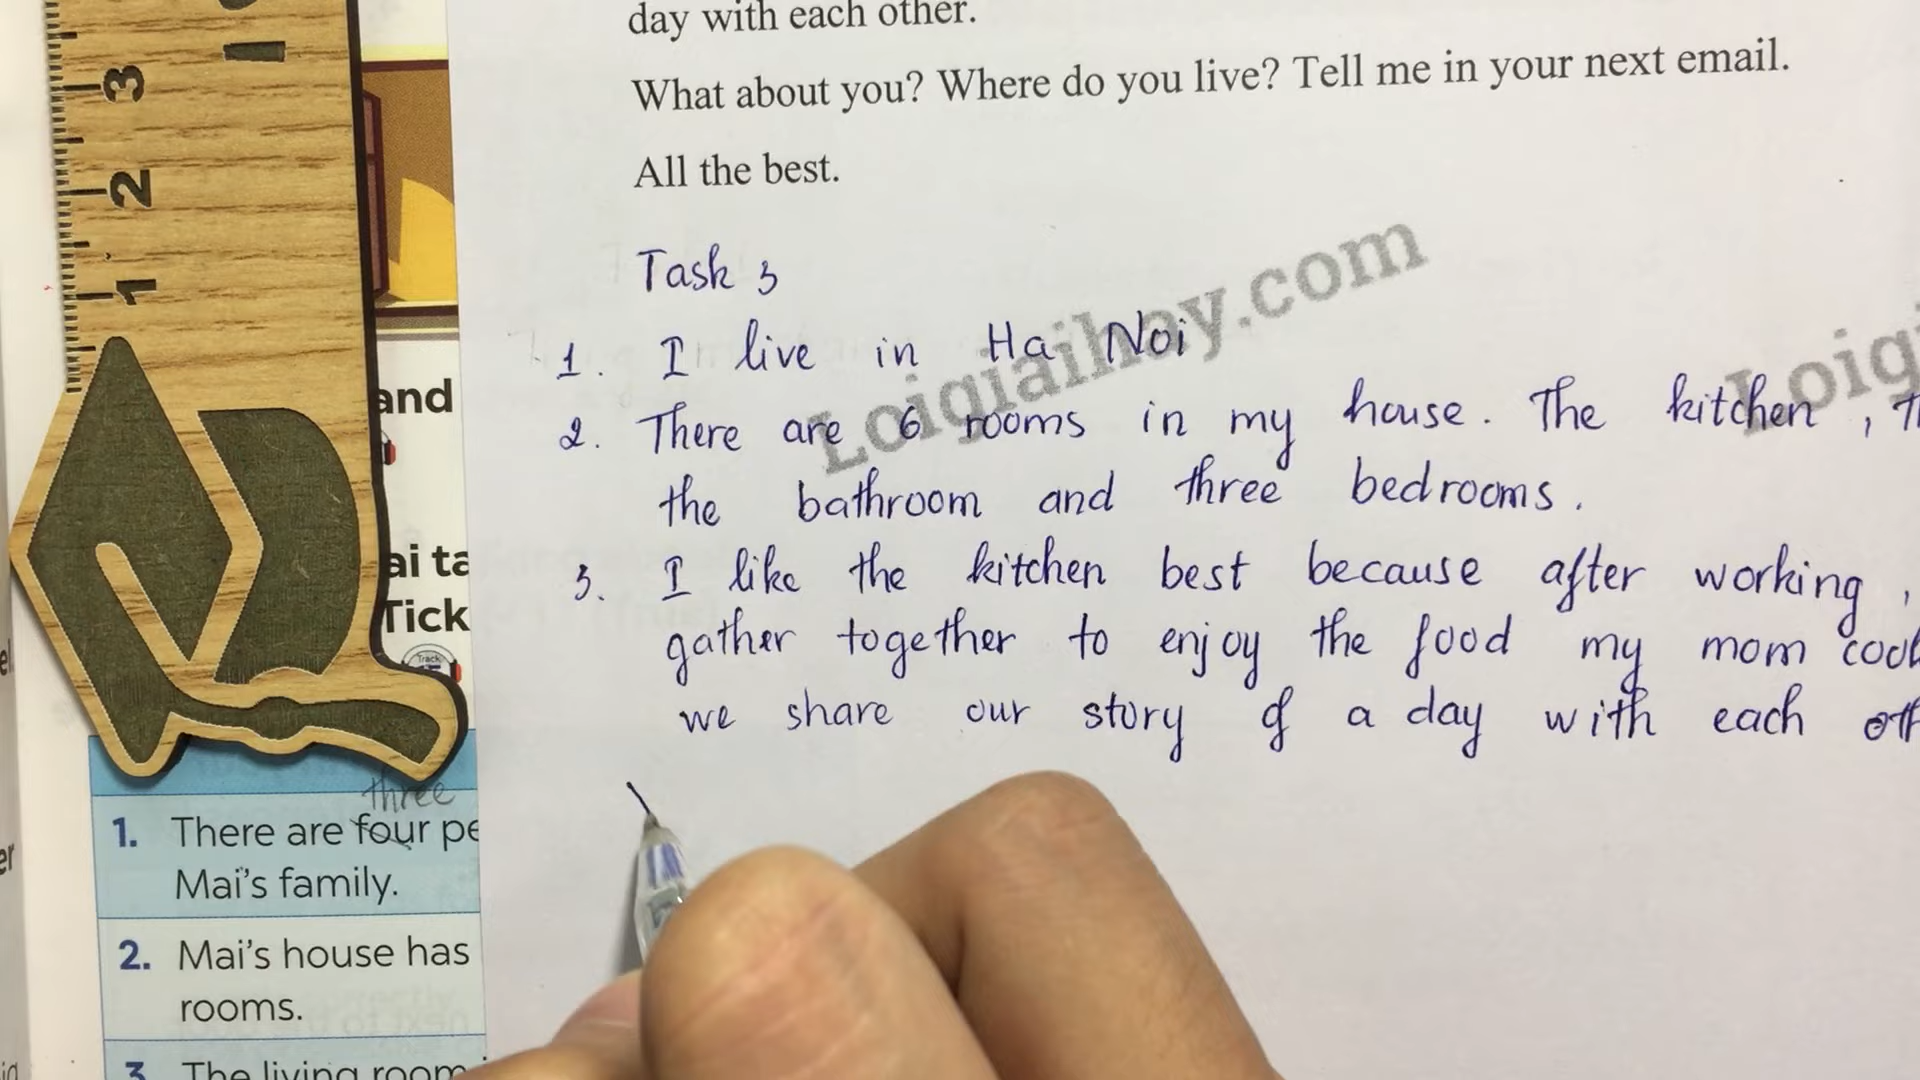 day with each other.
What about you? Where do you live? Tell me in your next email.
All the best.
Task 3
1. I live in Ha Noi
2. There are 6 rooms in my house. The kitchen,
the bathroom and three bedrooms.
3. I like the kitchen best because after working,
gather together to enjoy the food my mom
we share our story of a day with each
Loigiaihay.com
3
2
1
and
Tick
Track
three
1. There are four
Mai's family.
2. Mai's house has
rooms.
3. The living room